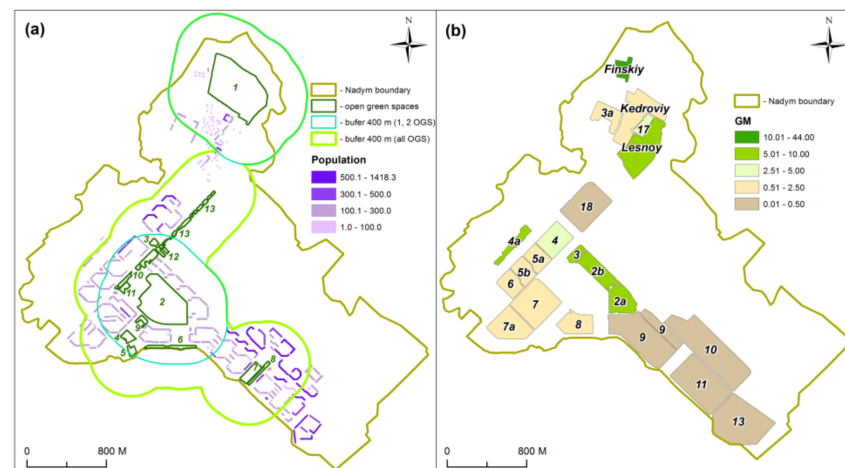 (a)
N
1
- Nadym boundary
- open green spaces
- bufer 400 m (1, 2 OGS)
- bufer 400 m (all OGS)
Population
500.1 - 1418.3
300.1 - 500.0
100.1 - 300.0
1.0 - 100.0
13
3
13
12
10
11
2
9
4
6
5
8
0
800 M
(b)
N
Finskiy
- Nadym boundary
Kedroviy
3a
17
Lesnoy
GM
10.01 - 44.00
5.01 - 10.00
2.51 - 5.00
0.51 - 2.50
0.01 - 0.50
18
4a
4
3
5a
5b
2b
6
2a
7
7a
8
9
9
10
11
13
0
800 M